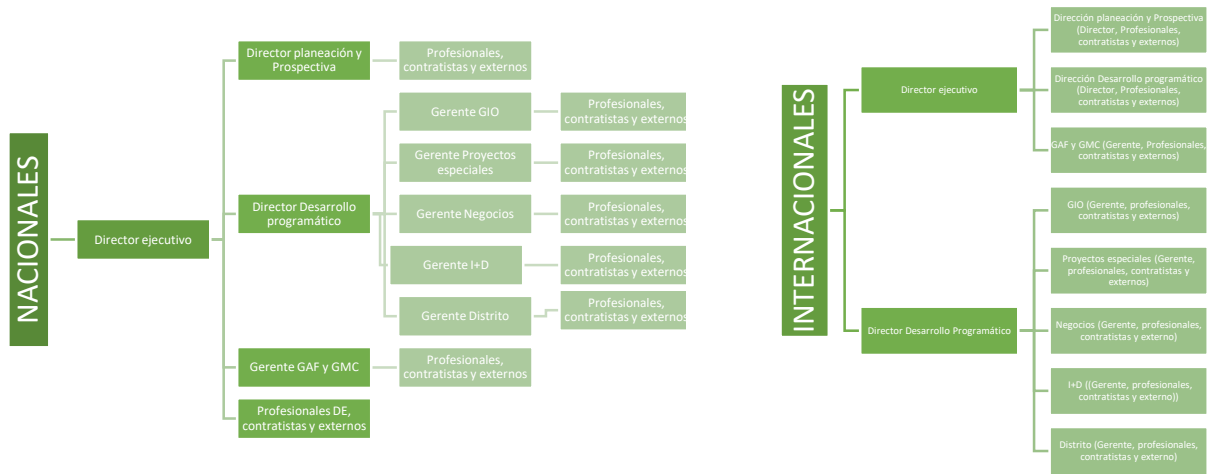 NACIONALES
Director ejecutivo
Director planeación y
Prospectiva
Profesionales,
contratistas y externos
Director Desarrollo
programático
Gerente GIO
Profesionales,
contratistas y externos
Gerente Proyectos
especiales
Profesionales,
contratistas y externos
Gerente Negocios
Profesionales,
contratistas y externos
Gerente I+D
Profesionales,
contratistas y externos
Gerente Distrito
Profesionales,
contratistas y externos
Gerente GAF y GMC
Profesionales,
contratistas y externos
Profesionales DE,
contratistas y externos
INTERNACIONALES
Director ejecutivo
Dirección planeación y Prospectiva
(Director, Profesionales,
contratistas y externos)
Dirección Desarrollo programático
(Director, Profesionales,
contratistas y externos)
GAF y GMC (Gerente, Profesionales,
contratistas y externos)
Director Desarrollo Programático
GIO (Gerente, profesionales,
contratistas y externos)
Proyectos especiales (Gerente,
profesionales, contratistas y
externos)
Negocios (Gerente, profesionales,
contratistas y externo)
I+D ((Gerente, profesionales,
contratistas y externo))
Distrito (Gerente, profesionales,
contratistas y externo)